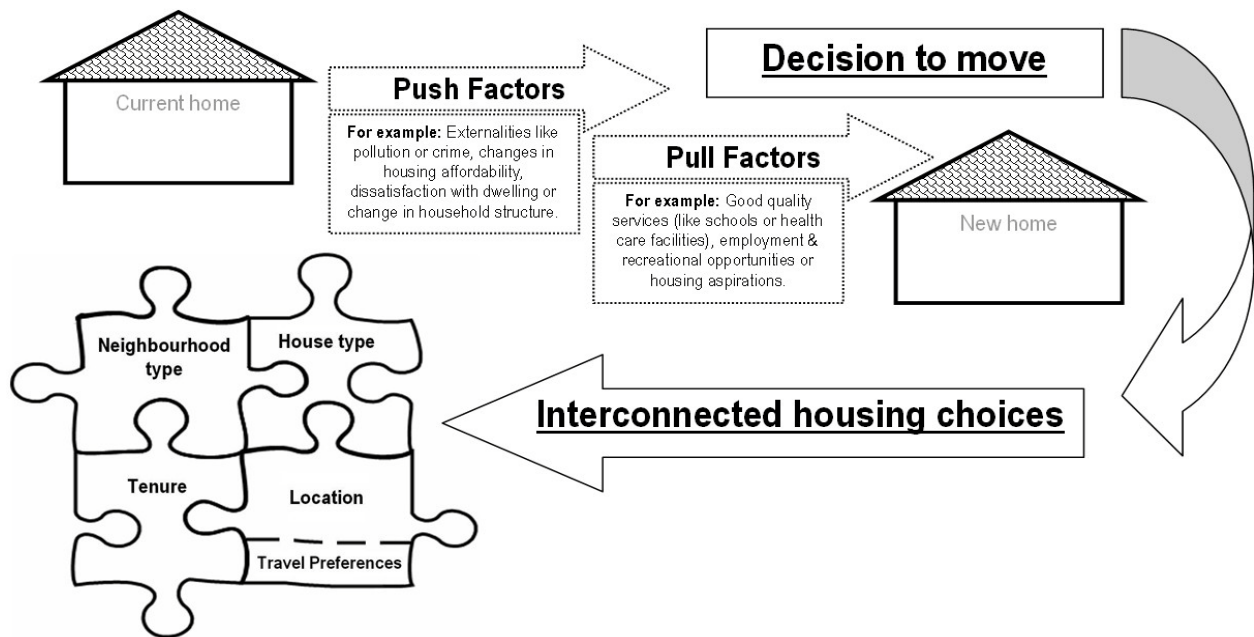 Current home
Push Factors
For example: Externalities like
pollution or crime, changes in
housing affordability,
dissatisfaction with dwelling or
change in household structure.
Decision to move
Pull Factors
For example: Good quality
services (like schools or health
care facilities), employment &
recreational opportunities or
housing aspirations.
New home
Interconnected housing choices
Neighbourhood
type
House type
Tenure
Location
Travel Preferences